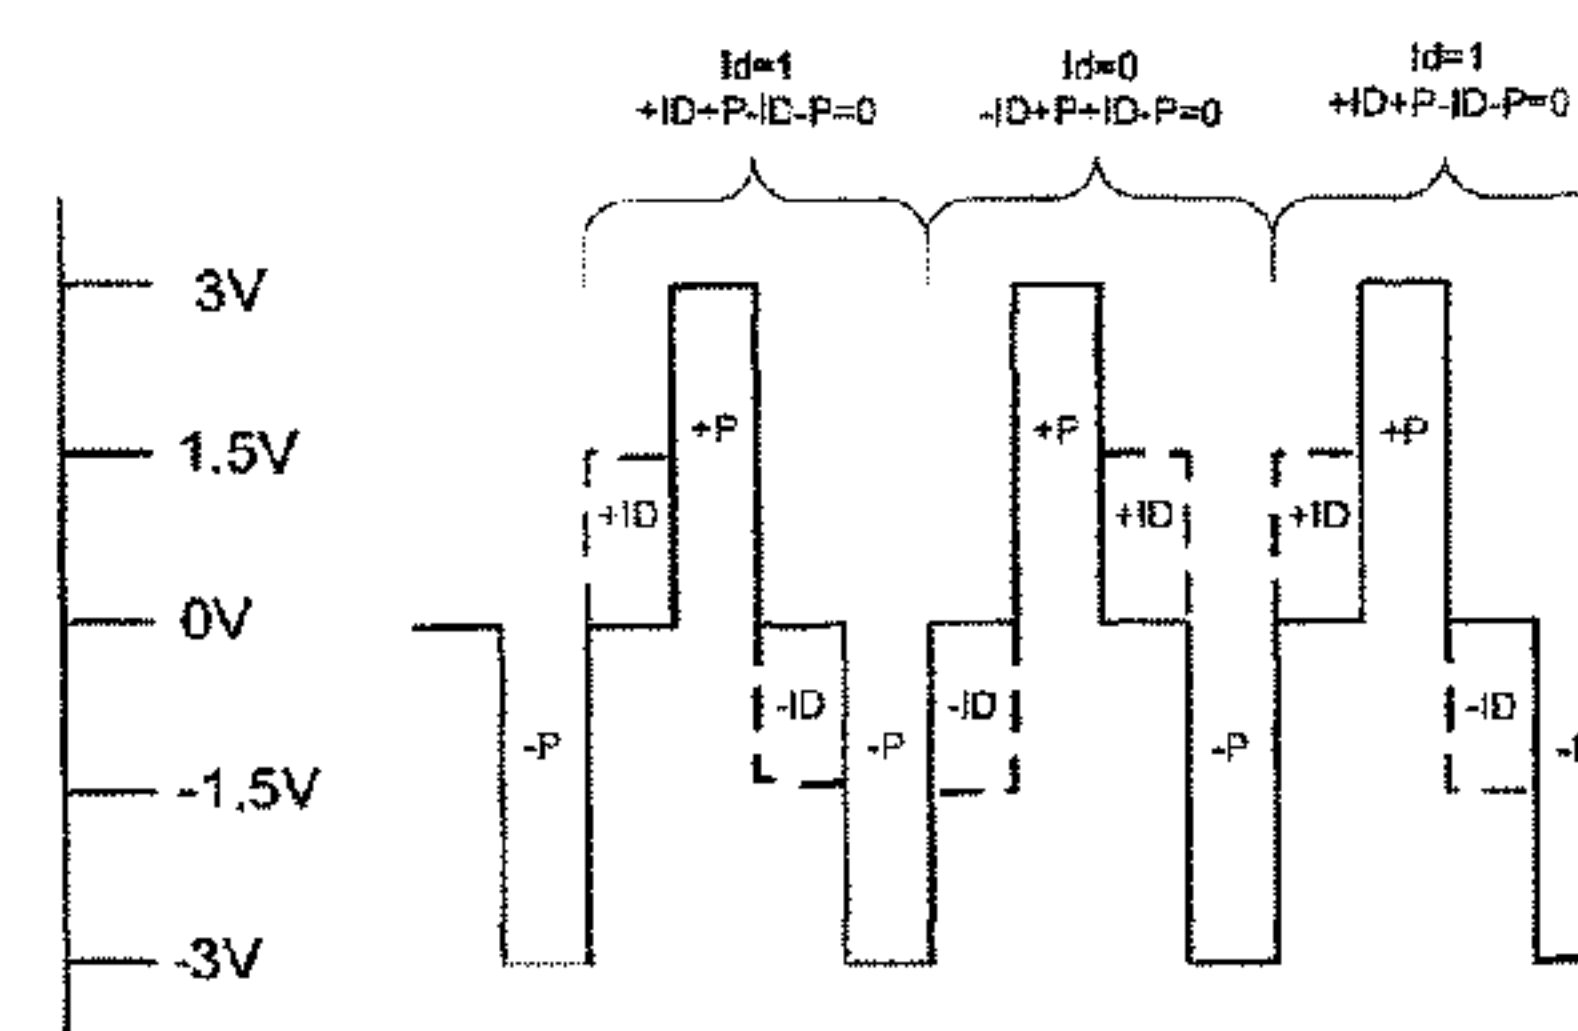 Id=1
+ID+P-ID-P=0
Id=0
-ID+P+ID-P=0
Id=1
+ID+P-ID-P=0
3V
1.5V
0V
-1.5V
-3V
-P
+ID
+P
-ID
-P
-ID
+P
+ID
-P
+ID
+P
-ID